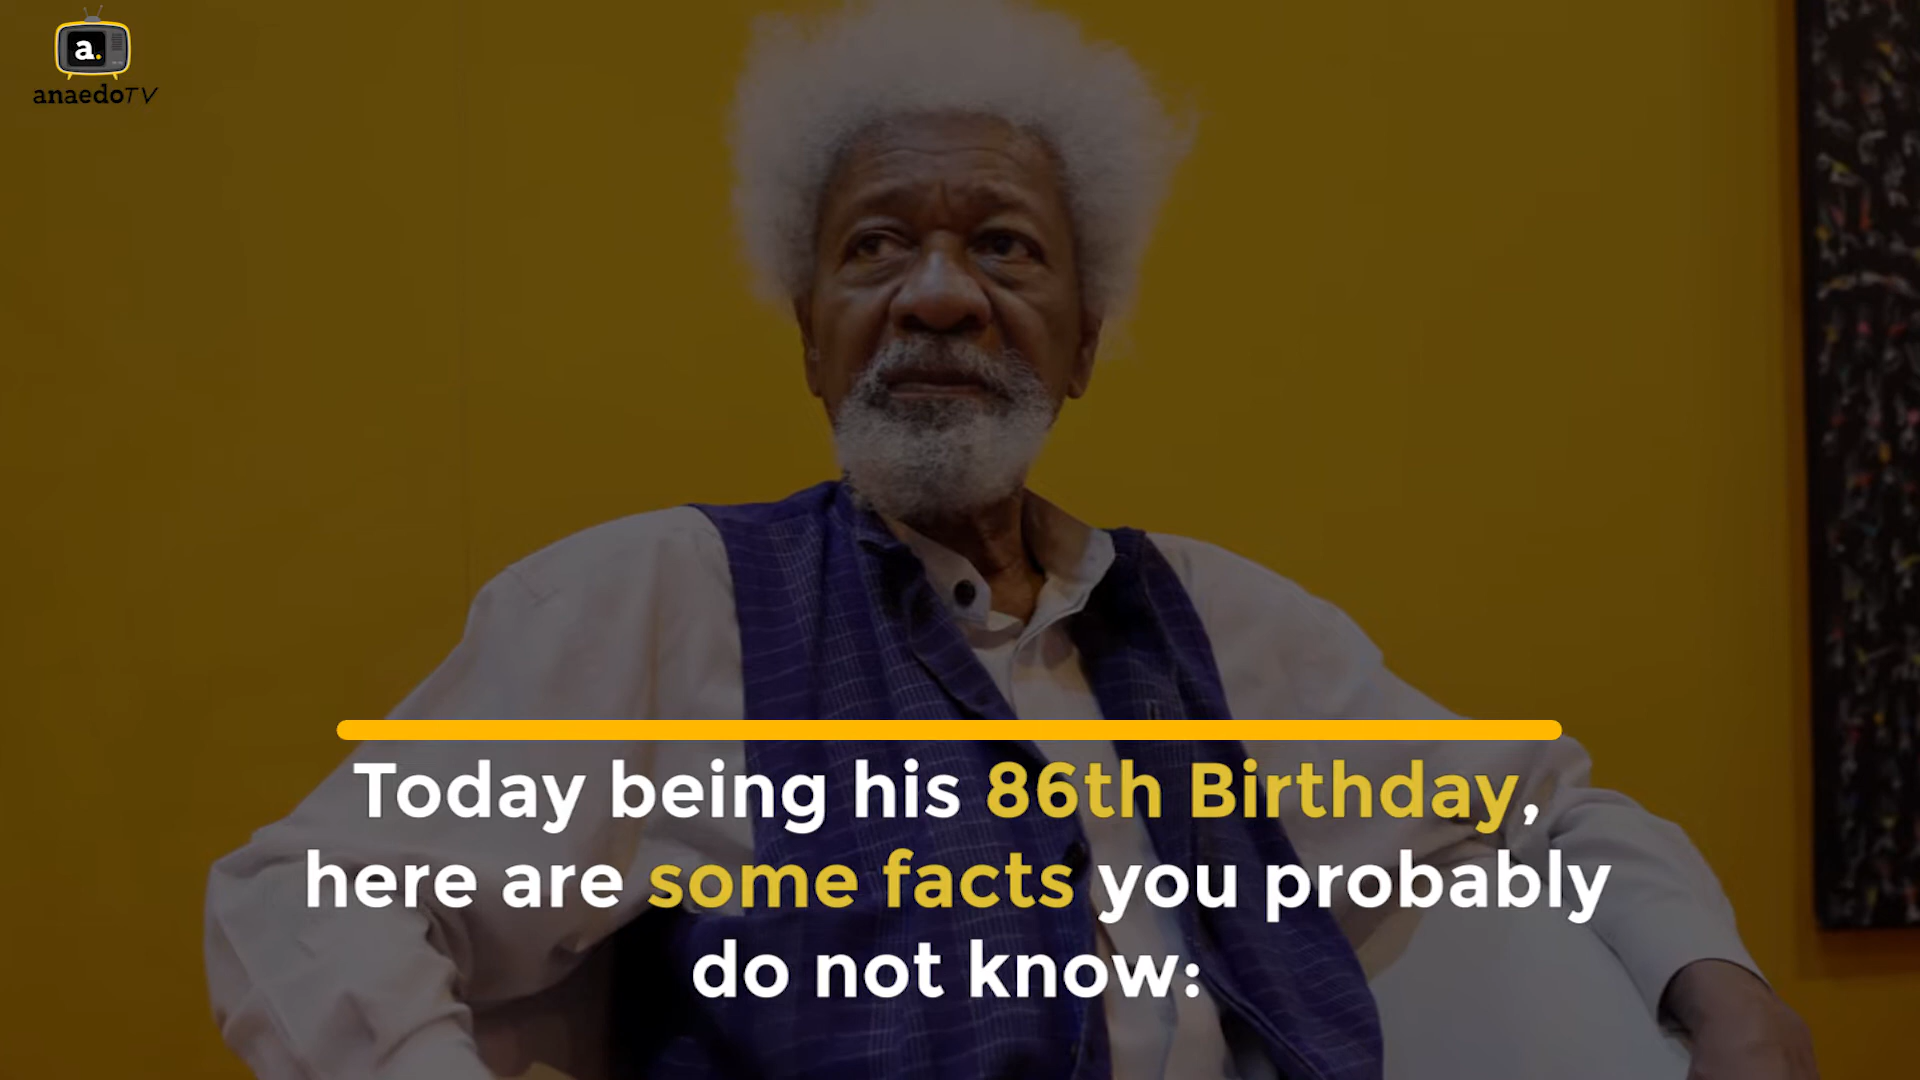 a.
anaedoTV
Today being his 86th Birthday,
here are some facts you probably
do not know: